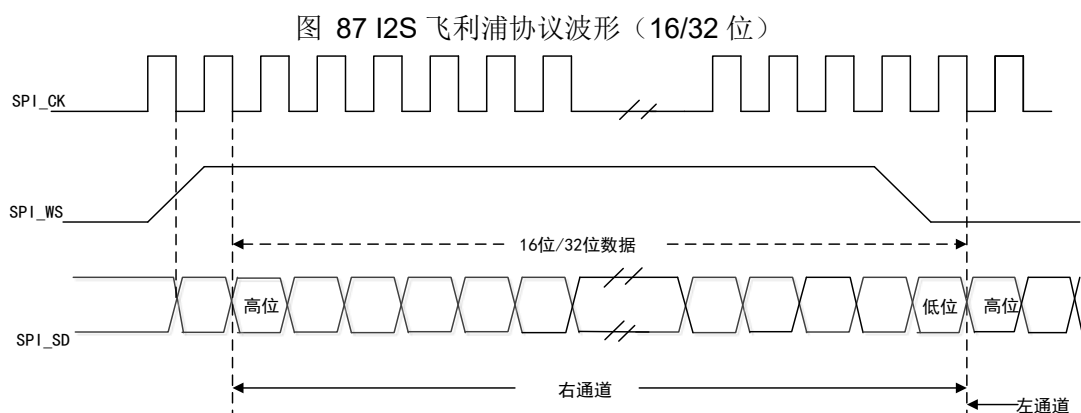 图 87 I2S 飞利浦协议波形（16/32 位）
SPI_CK
SPI_WS
16位/32位数据
高位
低位
高位
SPI_SD
右通道
左通道